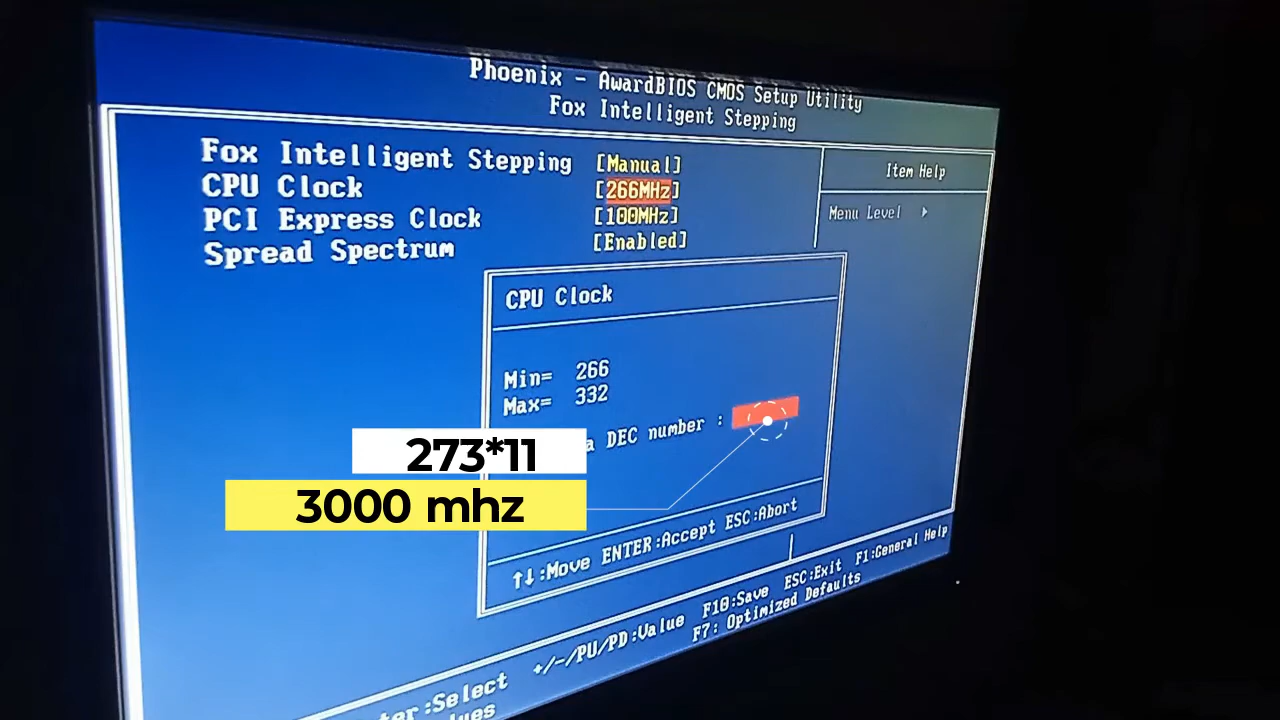 Phoenix - AwardBIOS CMOS Setup Utility
Fox Intelligent Stepping
Fox Intelligent Stepping [Manual]
CPU Clock [266MHz]
PCI Express Clock [100MHz]
Spread Spectrum [Enabled]
Item Help
Menu Level
CPU Clock
Min= 266
Max= 332
a DEC number :
273*11
3000 mhz
↑↓:Move ENTER:Accept ESC:Abort
:Select +/-/PU/PD:Value F10:Save ESC:Exit F1:General Help
F7: Optimized Defaults